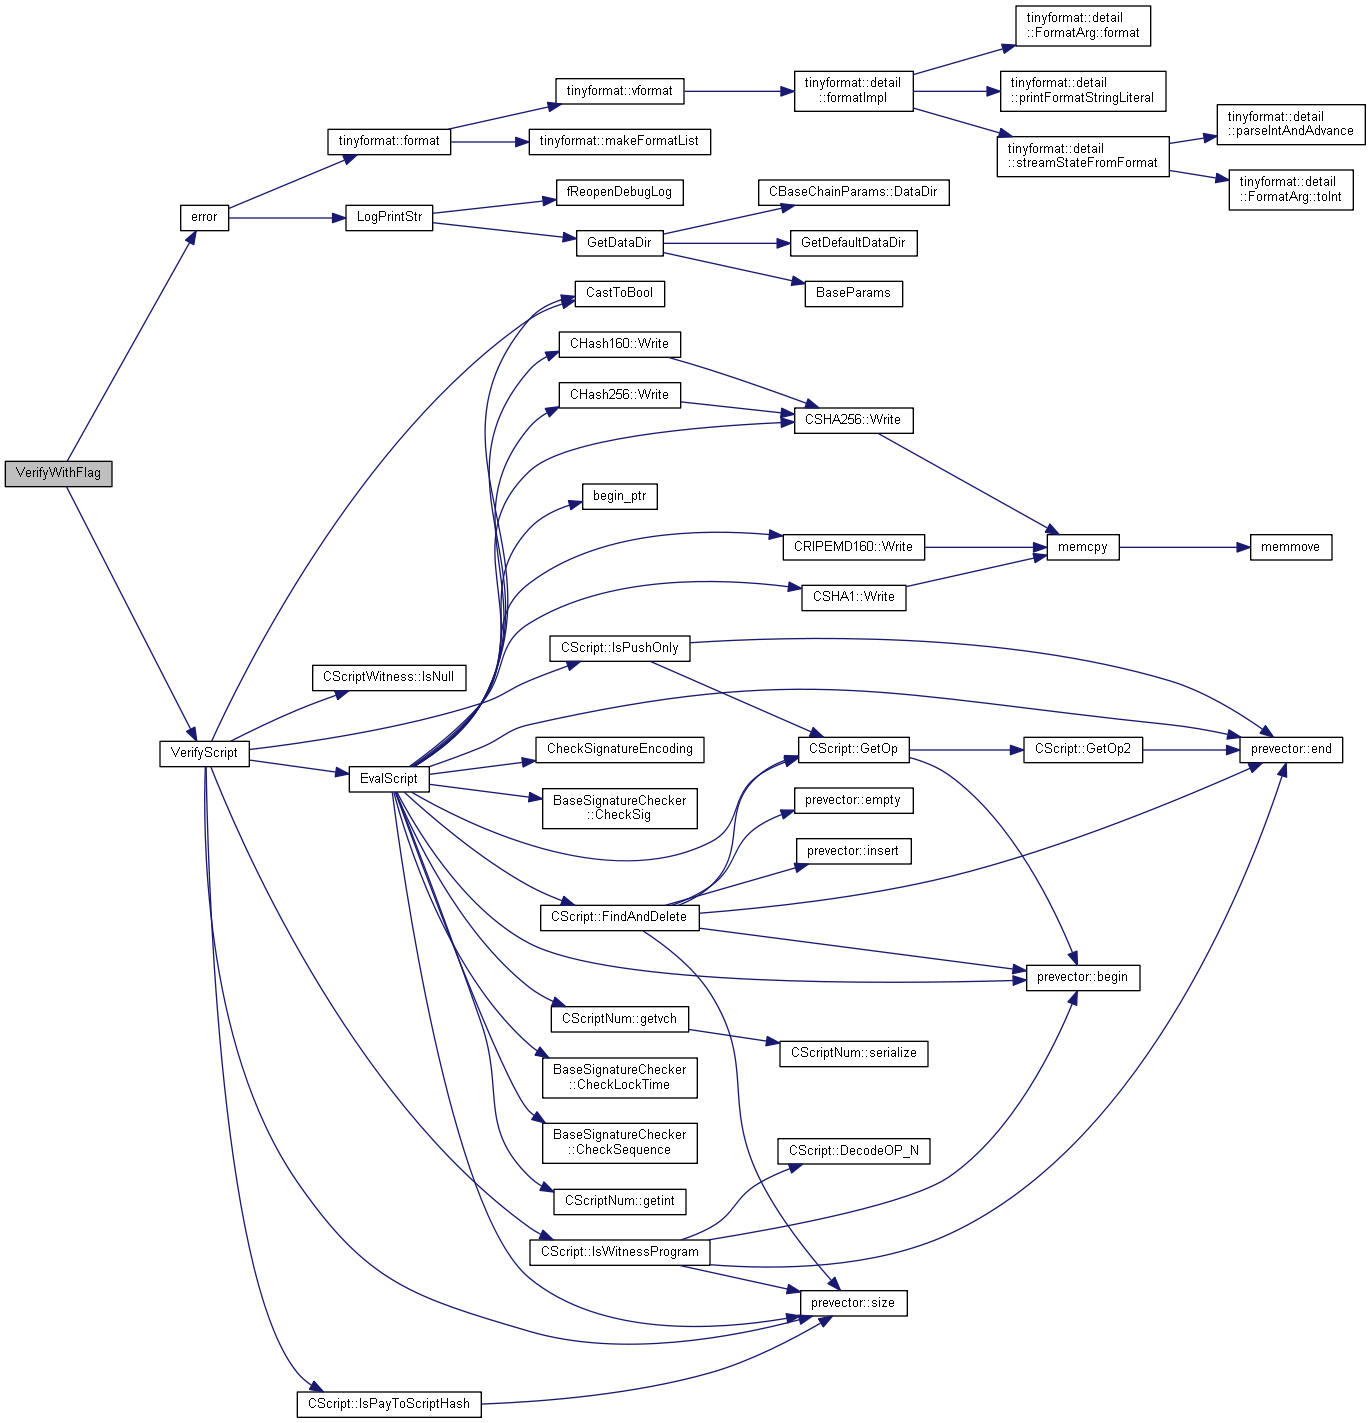 tinyformat::detail
::FormatArg::format
tinyformat::vformat
tinyformat::detail
::formatImpl
tinyformat::detail
::printFormatStringLiteral
tinyformat::detail
::parseIntAndAdvance
tinyformat::format
tinyformat::makeFormatList
tinyformat::detail
::streamStateFromFormat
tinyformat::detail
::FormatArg::toInt
fReopenDebugLog
CBaseChainParams::DataDir
error
LogPrintStr
GetDataDir
GetDefaultDataDir
CastToBool
BaseParams
CHash160::Write
CHash256::Write
CSHA256::Write
VerifyWithFlag
begin_ptr
CRIPEMD160::Write
memcpy
memmove
CSHA1::Write
CScript::IsPushOnly
CScriptWitness::IsNull
VerifyScript
CheckSignatureEncoding
CScript::GetOp
CScript::GetOp2
prevector::end
EvalScript
BaseSignatureChecker
::CheckSig
prevector::empty
prevector::insert
CScript::FindAndDelete
prevector::begin
CScriptNum::getvch
CScriptNum::serialize
BaseSignatureChecker
::CheckLockTime
BaseSignatureChecker
::CheckSequence
CScript::DecodeOP_N
CScriptNum::getint
CScript::IsWitnessProgram
prevector::size
CScript::IsPayToScriptHash